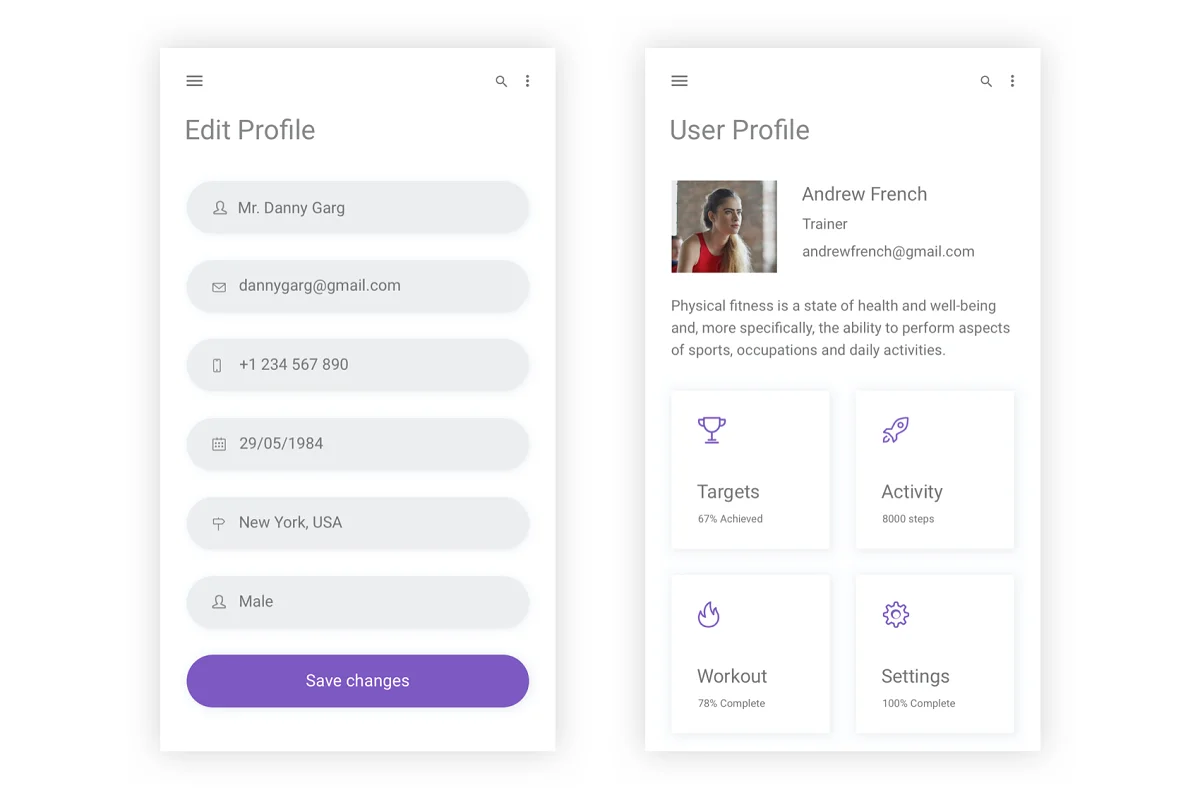 Edit Profile
Mr. Danny Garg
dannygarg@gmail.com
+1 234 567 890
29/05/1984
New York, USA
Male
Save changes
User Profile
Andrew French
Trainer
andrewfrench@gmail.com
Physical fitness is a state of health and well-being
and, more specifically, the ability to perform aspects
of sports, occupations and daily activities.
Targets
67% Achieved
Activity
8000 steps
Workout
78% Complete
Settings
100% Complete